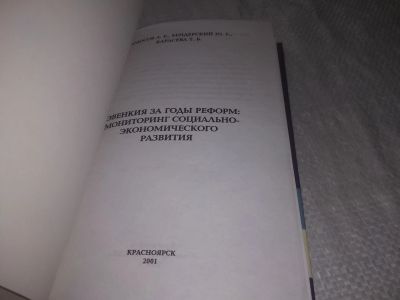 ЭВЕНКИЯ ЗА ГОДЫ РЕФОРМ:
МОНИТОРИНГ СОЦИАЛЬНО-
ЭКОНОМИЧЕСКОГО
РАЗВИТИЯ
КРАСНОЯРСК
2001